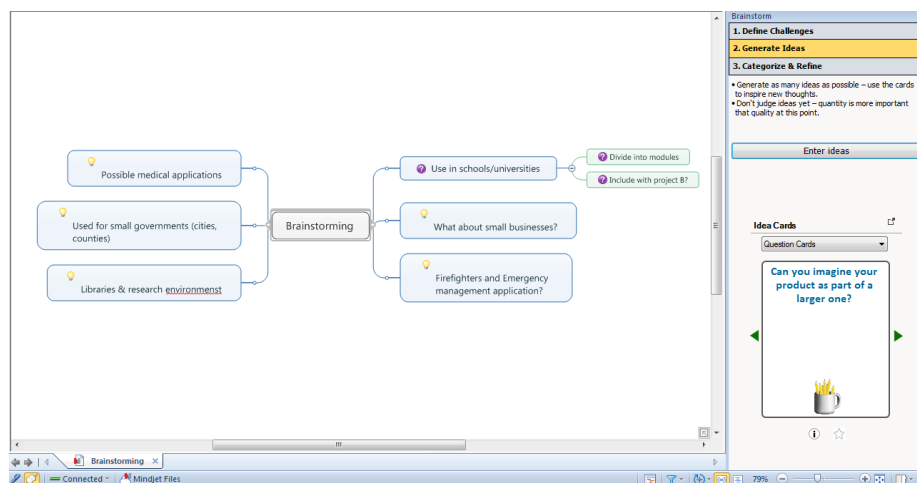 Brainstorm
1. Define Challenges
2. Generate Ideas
3. Categorize & Refine
• Generate as many ideas as possible – use the cards
to inspire new thoughts.
• Don't judge ideas yet – quantity is more important
that quality at this point.
Enter ideas
Idea Cards
Question Cards
Can you imagine your
product as part of a
larger one?
Possible medical applications
Used for small governments (cities,
counties)
Libraries & research environmenst
Brainstorming
Use in schools/universities
Divide into modules
Include with project B?
What about small businesses?
Firefighters and Emergency
management application?
Brainstorming
Connected
Mindjet Files
79%